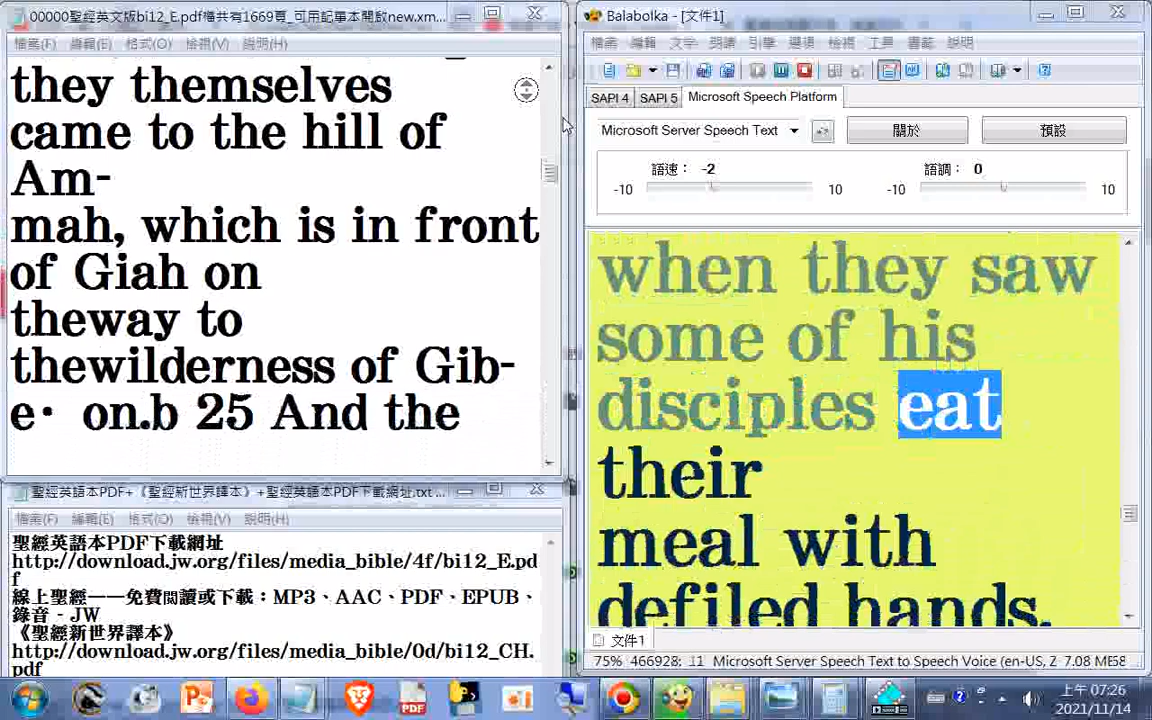 00000聖經英文版bi12_E.pdf檔共有1669頁_可用記事本開啟new.xm...
檔案(F) 編輯(E) 格式(O) 檢視(V) 說明(H)
they themselves
came to the hill of
Am-
mah, which is in front
of Giah on
theway to
thewilderness of Gib-
e· on.b 25 And the
聖經英語本PDF+《聖經新世界譯本》+聖經英語本PDF下載網址.txt ...
檔案(F) 編輯(E) 格式(O) 檢視(V) 說明(H)
聖經英語本PDF下載網址
http://download.jw.org/files/media_bible/4f/bi12_E.pd
f
線上聖經——免費閱讀或下載：MP3、AAC、PDF、EPUB、
錄音 - JW
《聖經新世界譯本》
http://download.jw.org/files/media_bible/0d/bi12_CH.
pdf
Balabolka - [文件1]
檔案 編輯 文字 朗讀 引擎 選項 檢視 工具 書籤 說明
SAPI 4 SAPI 5 Microsoft Speech Platform
Microsoft Server Speech Text 關於 預設
語速： -2 語調： 0
-10 10 -10 10
when they saw
some of his
disciples eat
their
meal with
defiled hands,
文件1
75% 466928: 11 Microsoft Server Speech Text to Speech Voice (en-US, Z 7.08 ME58
上午 07:26
2021/11/14